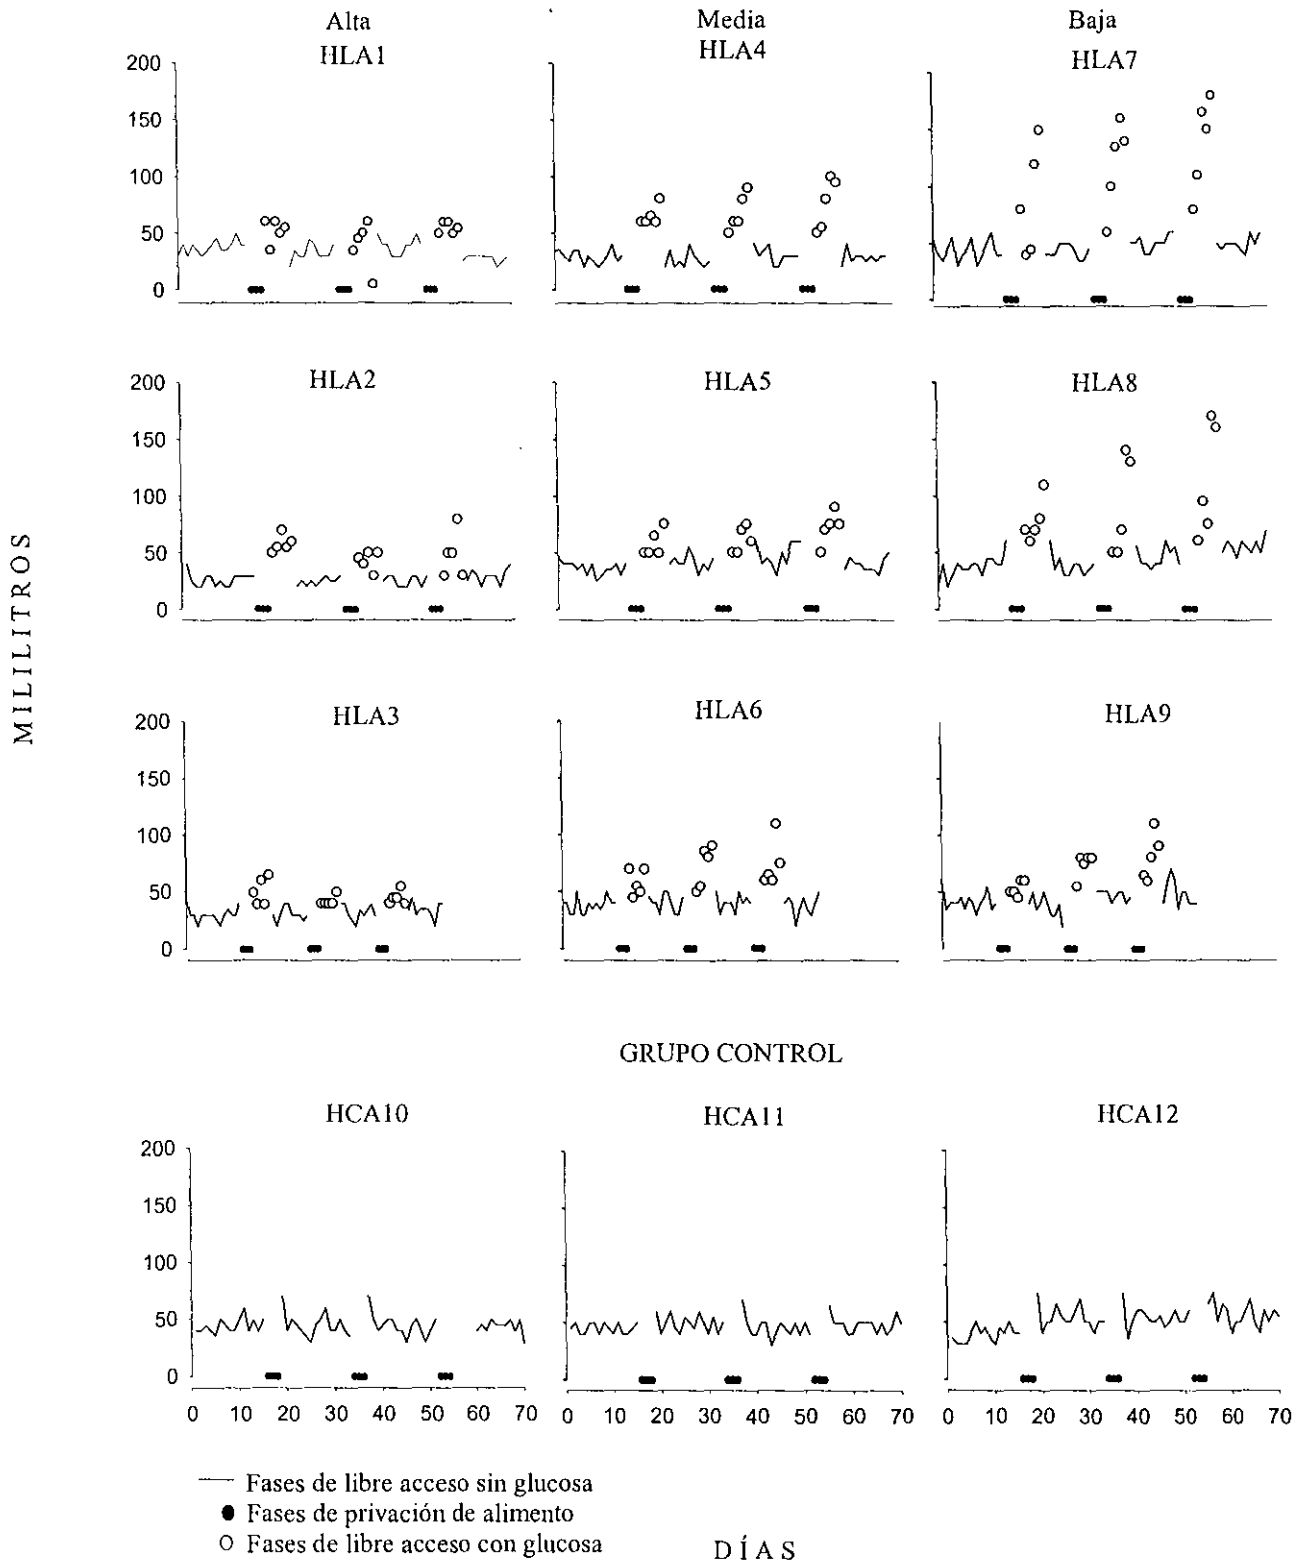 Alta
Media
Baja
HLA1
HLA4
HLA7
200
150
100
50
0
HLA2
HLA5
HLA8
200
150
100
50
0
MILILITROS
HLA3
HLA6
HLA9
200
150
100
50
0
GRUPO CONTROL
HCA10
HCA11
HCA12
200
150
100
50
0
0 10 20 30 40 50 60 70
0 10 20 30 40 50 60 70
0 10 20 30 40 50 60 70
Fases de libre acceso sin glucosa
Fases de privación de alimento
Fases de libre acceso con glucosa
DÍAS